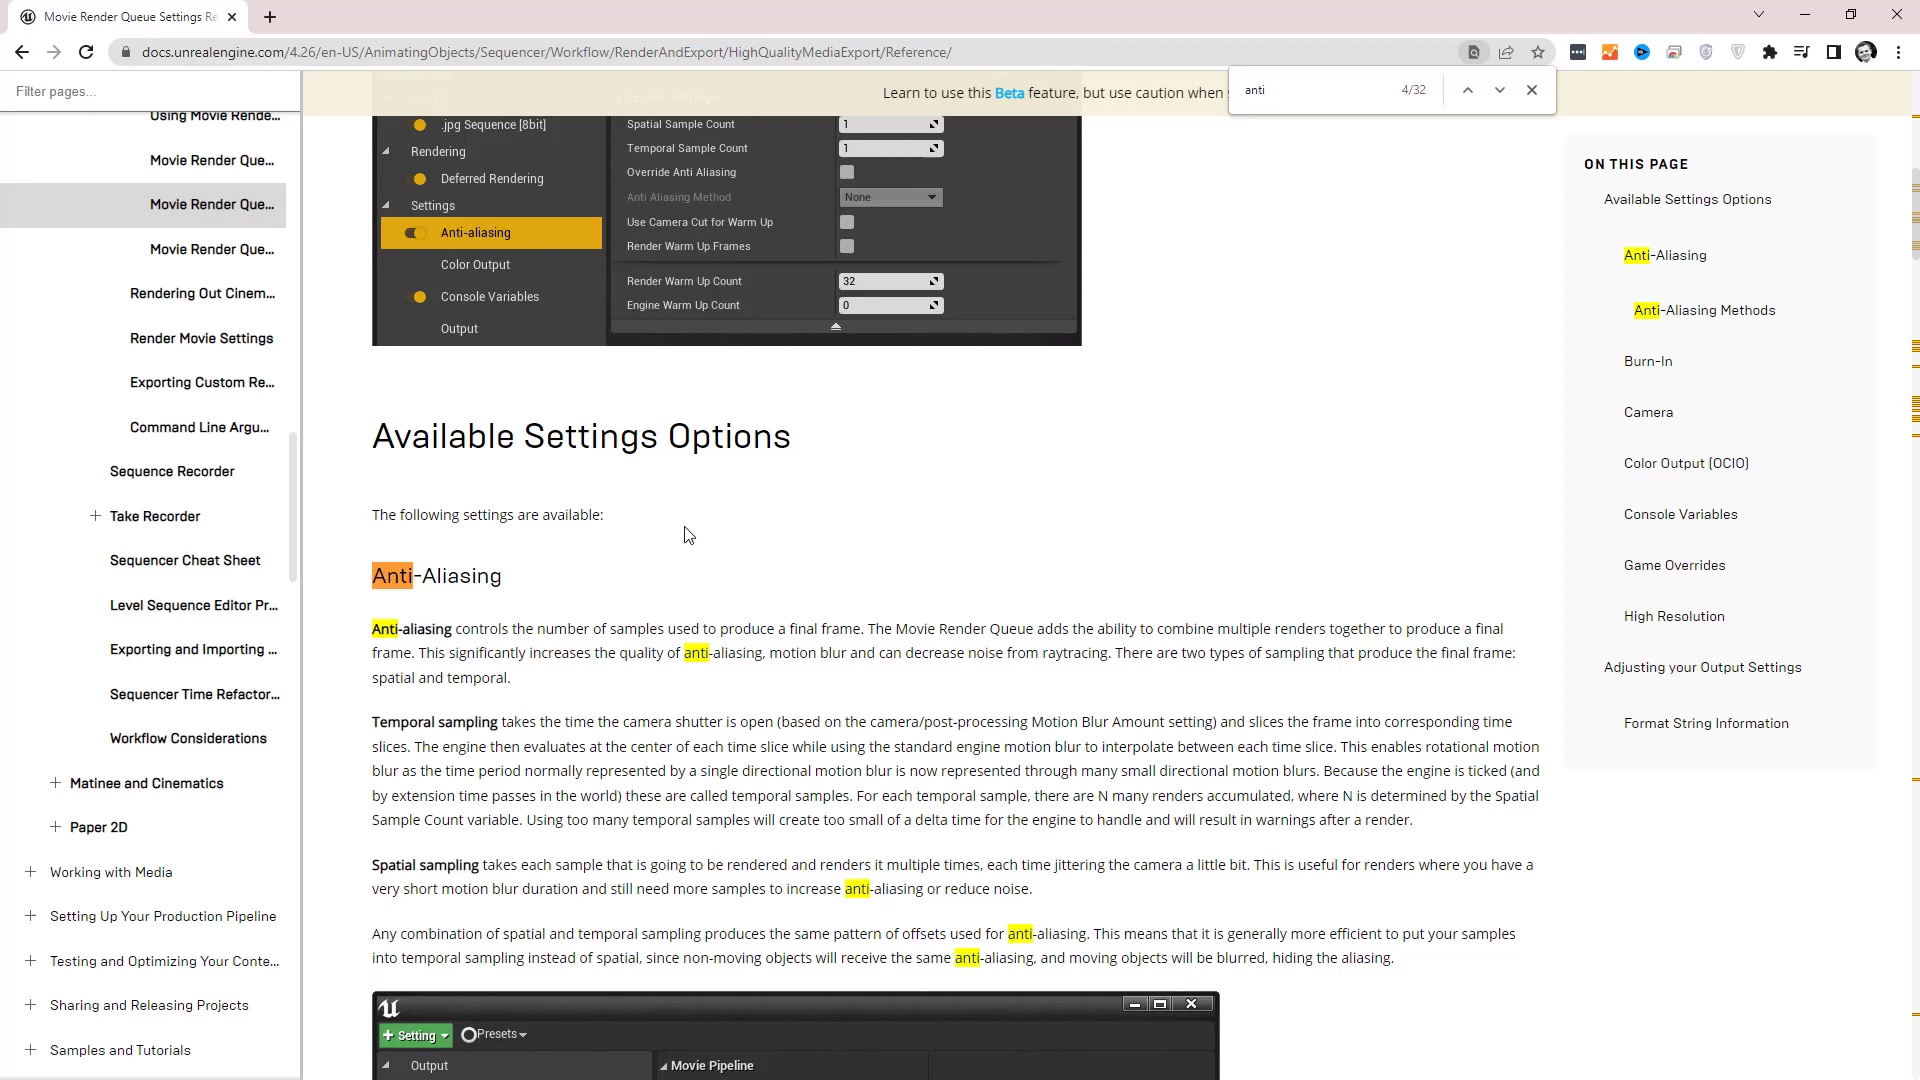 Movie Render Queue Settings Re
docs.unrealengine.com/4.26/en-US/AnimatingObjects/Sequencer/Workflow/RenderAndExport/HighQualityMediaExport/Reference/
anti
4/32
Filter pages...
Using Movie Rende...
Movie Render Que...
Movie Render Que...
Movie Render Que...
Rendering Out Cinem...
Render Movie Settings
Exporting Custom Re...
Command Line Argu...
Sequence Recorder
Take Recorder
Sequencer Cheat Sheet
Level Sequence Editor Pr...
Exporting and Importing ...
Sequencer Time Refactor...
Workflow Considerations
Matinee and Cinematics
Paper 2D
Working with Media
Setting Up Your Production Pipeline
Testing and Optimizing Your Conte...
Sharing and Releasing Projects
Samples and Tutorials
Learn to use this Beta feature, but use caution when
.jpg Sequence [8bit]
Rendering
Deferred Rendering
Settings
Anti-aliasing
Color Output
Console Variables
Output
Spatial Sample Count 1
Temporal Sample Count 1
Override Anti Aliasing
Anti Aliasing Method None
Use Camera Cut for Warm Up
Render Warm Up Frames
Render Warm Up Count 32
Engine Warm Up Count 0
Available Settings Options
The following settings are available:
Anti-Aliasing
Anti-aliasing controls the number of samples used to produce a final frame. The Movie Render Queue adds the ability to combine multiple renders together to produce a final
frame. This significantly increases the quality of anti-aliasing, motion blur and can decrease noise from raytracing. There are two types of sampling that produce the final frame:
spatial and temporal.
Temporal sampling takes the time the camera shutter is open (based on the camera/post-processing Motion Blur Amount setting) and slices the frame into corresponding time
slices. The engine then evaluates at the center of each time slice while using the standard engine motion blur to interpolate between each time slice. This enables rotational motion
blur as the time period normally represented by a single directional motion blur is now represented through many small directional motion blurs. Because the engine is ticked (and
by extension time passes in the world) these are called temporal samples. For each temporal sample, there are N many renders accumulated, where N is determined by the Spatial
Sample Count variable. Using too many temporal samples will create too small of a delta time for the engine to handle and will result in warnings after a render.
Spatial sampling takes each sample that is going to be rendered and renders it multiple times, each time jittering the camera a little bit. This is useful for renders where you have a
very short motion blur duration and still need more samples to increase anti-aliasing or reduce noise.
Any combination of spatial and temporal sampling produces the same pattern of offsets used for anti-aliasing. This means that it is generally more efficient to put your samples
into temporal sampling instead of spatial, since non-moving objects will receive the same anti-aliasing, and moving objects will be blurred, hiding the aliasing.
Setting
Presets
Output
Movie Pipeline
ON THIS PAGE
Available Settings Options
Anti-Aliasing
Anti-Aliasing Methods
Burn-In
Camera
Color Output (OCIO)
Console Variables
Game Overrides
High Resolution
Adjusting your Output Settings
Format String Information